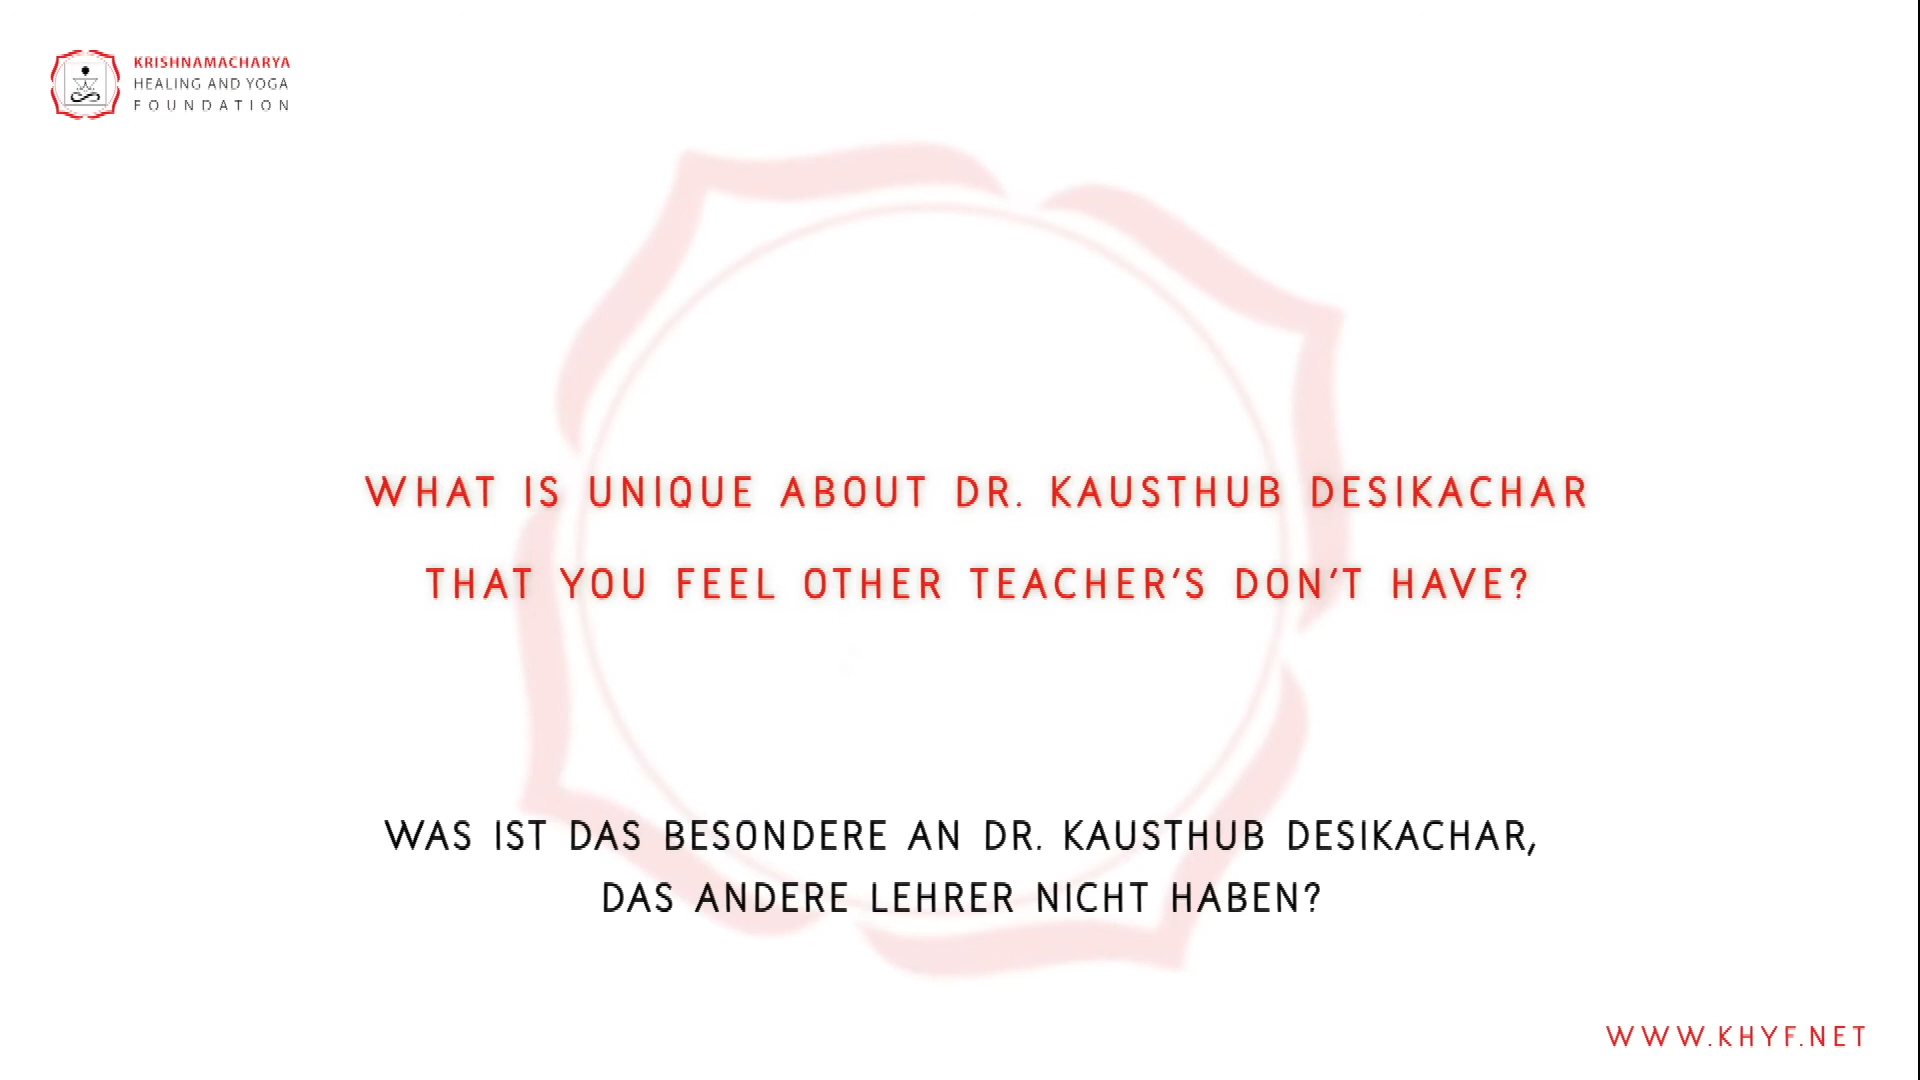 KRISHNAMACHARYA
HEALING AND YOGA
FOUNDATION
WHAT IS UNIQUE ABOUT DR. KAUSTHUB DESIKACHAR
THAT YOU FEEL OTHER TEACHER'S DON'T HAVE?
WAS IST DAS BESONDERE AN DR. KAUSTHUB DESIKACHAR,
DAS ANDERE LEHRER NICHT HABEN?
WWW.KHYF.NET